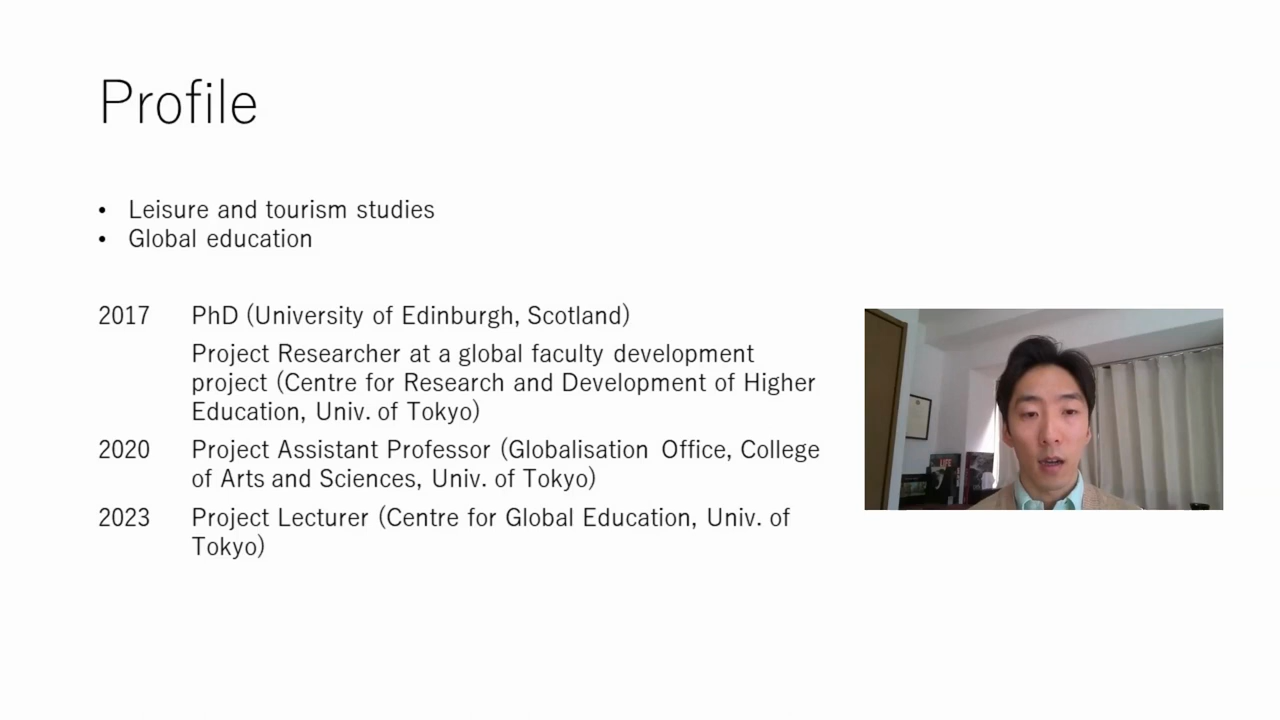 Profile
• Leisure and tourism studies
• Global education
2017 PhD (University of Edinburgh, Scotland)
Project Researcher at a global faculty development
project (Centre for Research and Development of Higher
Education, Univ. of Tokyo)
2020 Project Assistant Professor (Globalisation Office, College
of Arts and Sciences, Univ. of Tokyo)
2023 Project Lecturer (Centre for Global Education, Univ. of
Tokyo)
LIFE